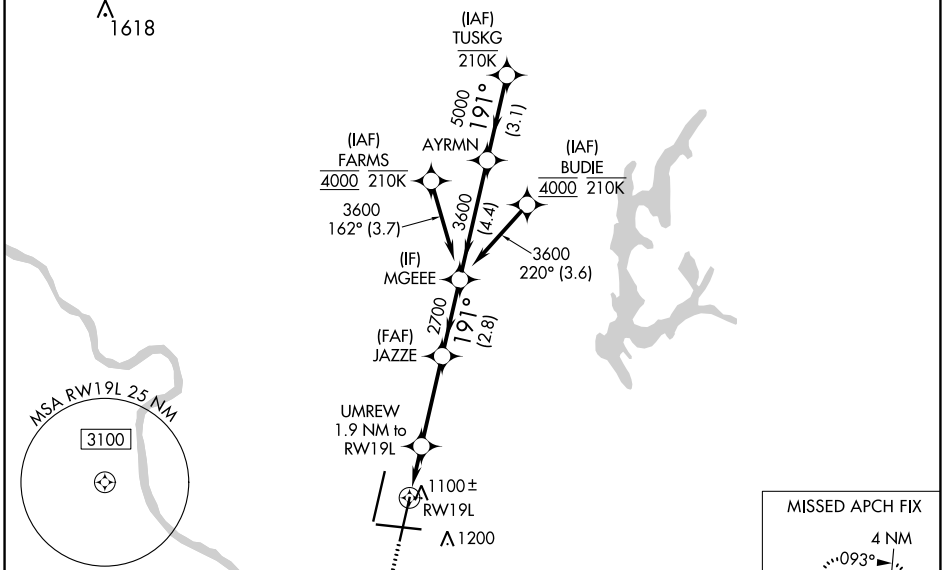 1618
(IAF)
TUSKG
210K
5000
191°
(3.1)
AYRMN
(IAF)
FARMS
4000 210K
(IAF)
BUDIE
4000 210K
3600
162° (3.7)
3600
(4.4)
3600
220° (3.6)
(IF)
MGEEE
2700
191°
(2.8)
(FAF)
JAZZE
UMREW
1.9 NM to
RW19L
MSA RW19L 25 NM
3100
1100±
RW19L
1200
MISSED APCH FIX
4 NM
093°